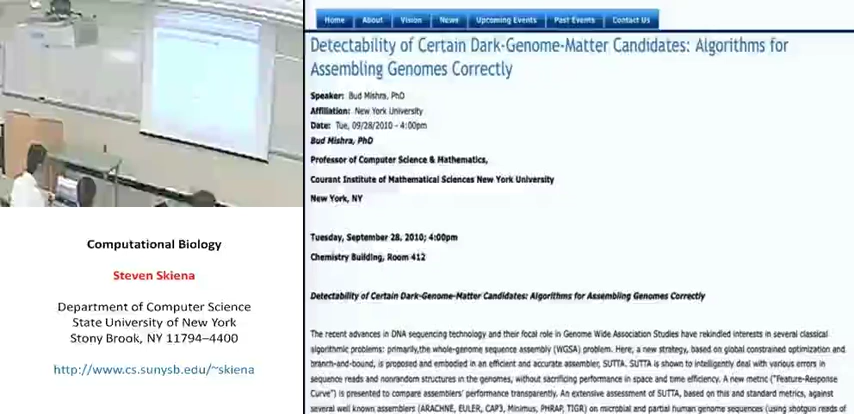 Home About Vision News Upcoming Events Past Events Contact Us
Detectability of Certain Dark-Genome-Matter Candidates: Algorithms for
Assembling Genomes Correctly
Speaker: Bud Mishra, PhD
Affiliation: New York University
Date: Tue, 09/28/2010 - 4:00pm
Bud Mishra, PhD
Professor of Computer Science & Mathematics,
Courant Institute of Mathematical Sciences New York University
New York, NY
Tuesday, September 28, 2010; 4:00pm
Chemistry Building, Room 412
Detectability of Certain Dark-Genome-Matter Candidates: Algorithms for Assembling Genomes Correctly
The recent advances in DNA sequencing technology and their focal role in Genome Wide Association Studies have rekindled interests in several classical
algorithmic problems: primarily,the whole-genome sequence assembly (WGSA) problem. Here, a new strategy, based on global constrained optimization and
branch-and-bound, is proposed and embodied in an efficient and accurate assembler, SUTTA. SUTTA is shown to intelligently deal with various errors in
sequence reads and nonrandom structures in the genomes, without sacrificing performance in space and time efficiency. A new metric ("Feature-Response
Curve") is presented to compare assemblers' performance transparently. An extensive assessment of SUTTA, based on this and standard metrics, against
several well known assemblers (ARACHNE, EULER, CAP3, Minimus, PHRAP, TIGR) on microbial and partial human genome sequences (using shotgun reads of
Computational Biology
Steven Skiena
Department of Computer Science
State University of New York
Stony Brook, NY 11794–4400
http://www.cs.sunysb.edu/~skiena